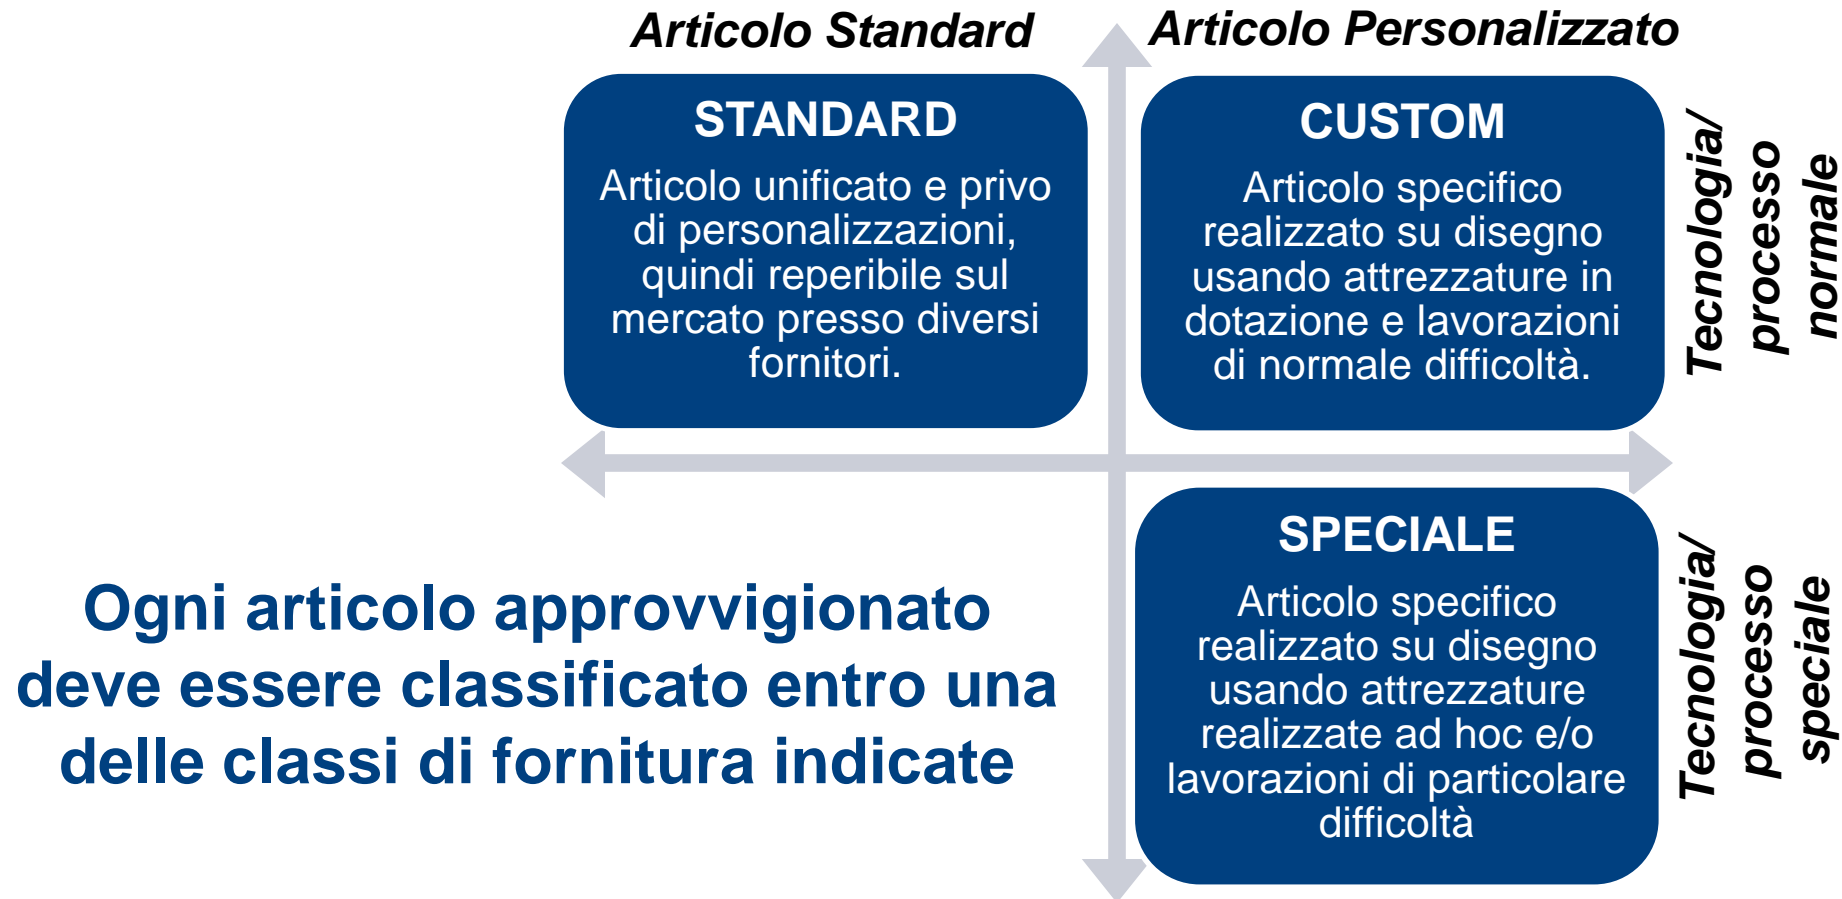 Articolo Standard
Articolo Personalizzato
STANDARD
Articolo unificato e privo
di personalizzazioni,
quindi reperibile sul
mercato presso diversi
fornitori.
CUSTOM
Articolo specifico
realizzato su disegno
usando attrezzature in
dotazione e lavorazioni
di normale difficoltà.
Tecnologia/
processo
normale
Ogni articolo approvvigionato
deve essere classificato entro una
delle classi di fornitura indicate
SPECIALE
Articolo specifico
realizzato su disegno
usando attrezzature
realizzate ad hoc e/o
lavorazioni di particolare
difficoltà
Tecnologia/
processo
speciale